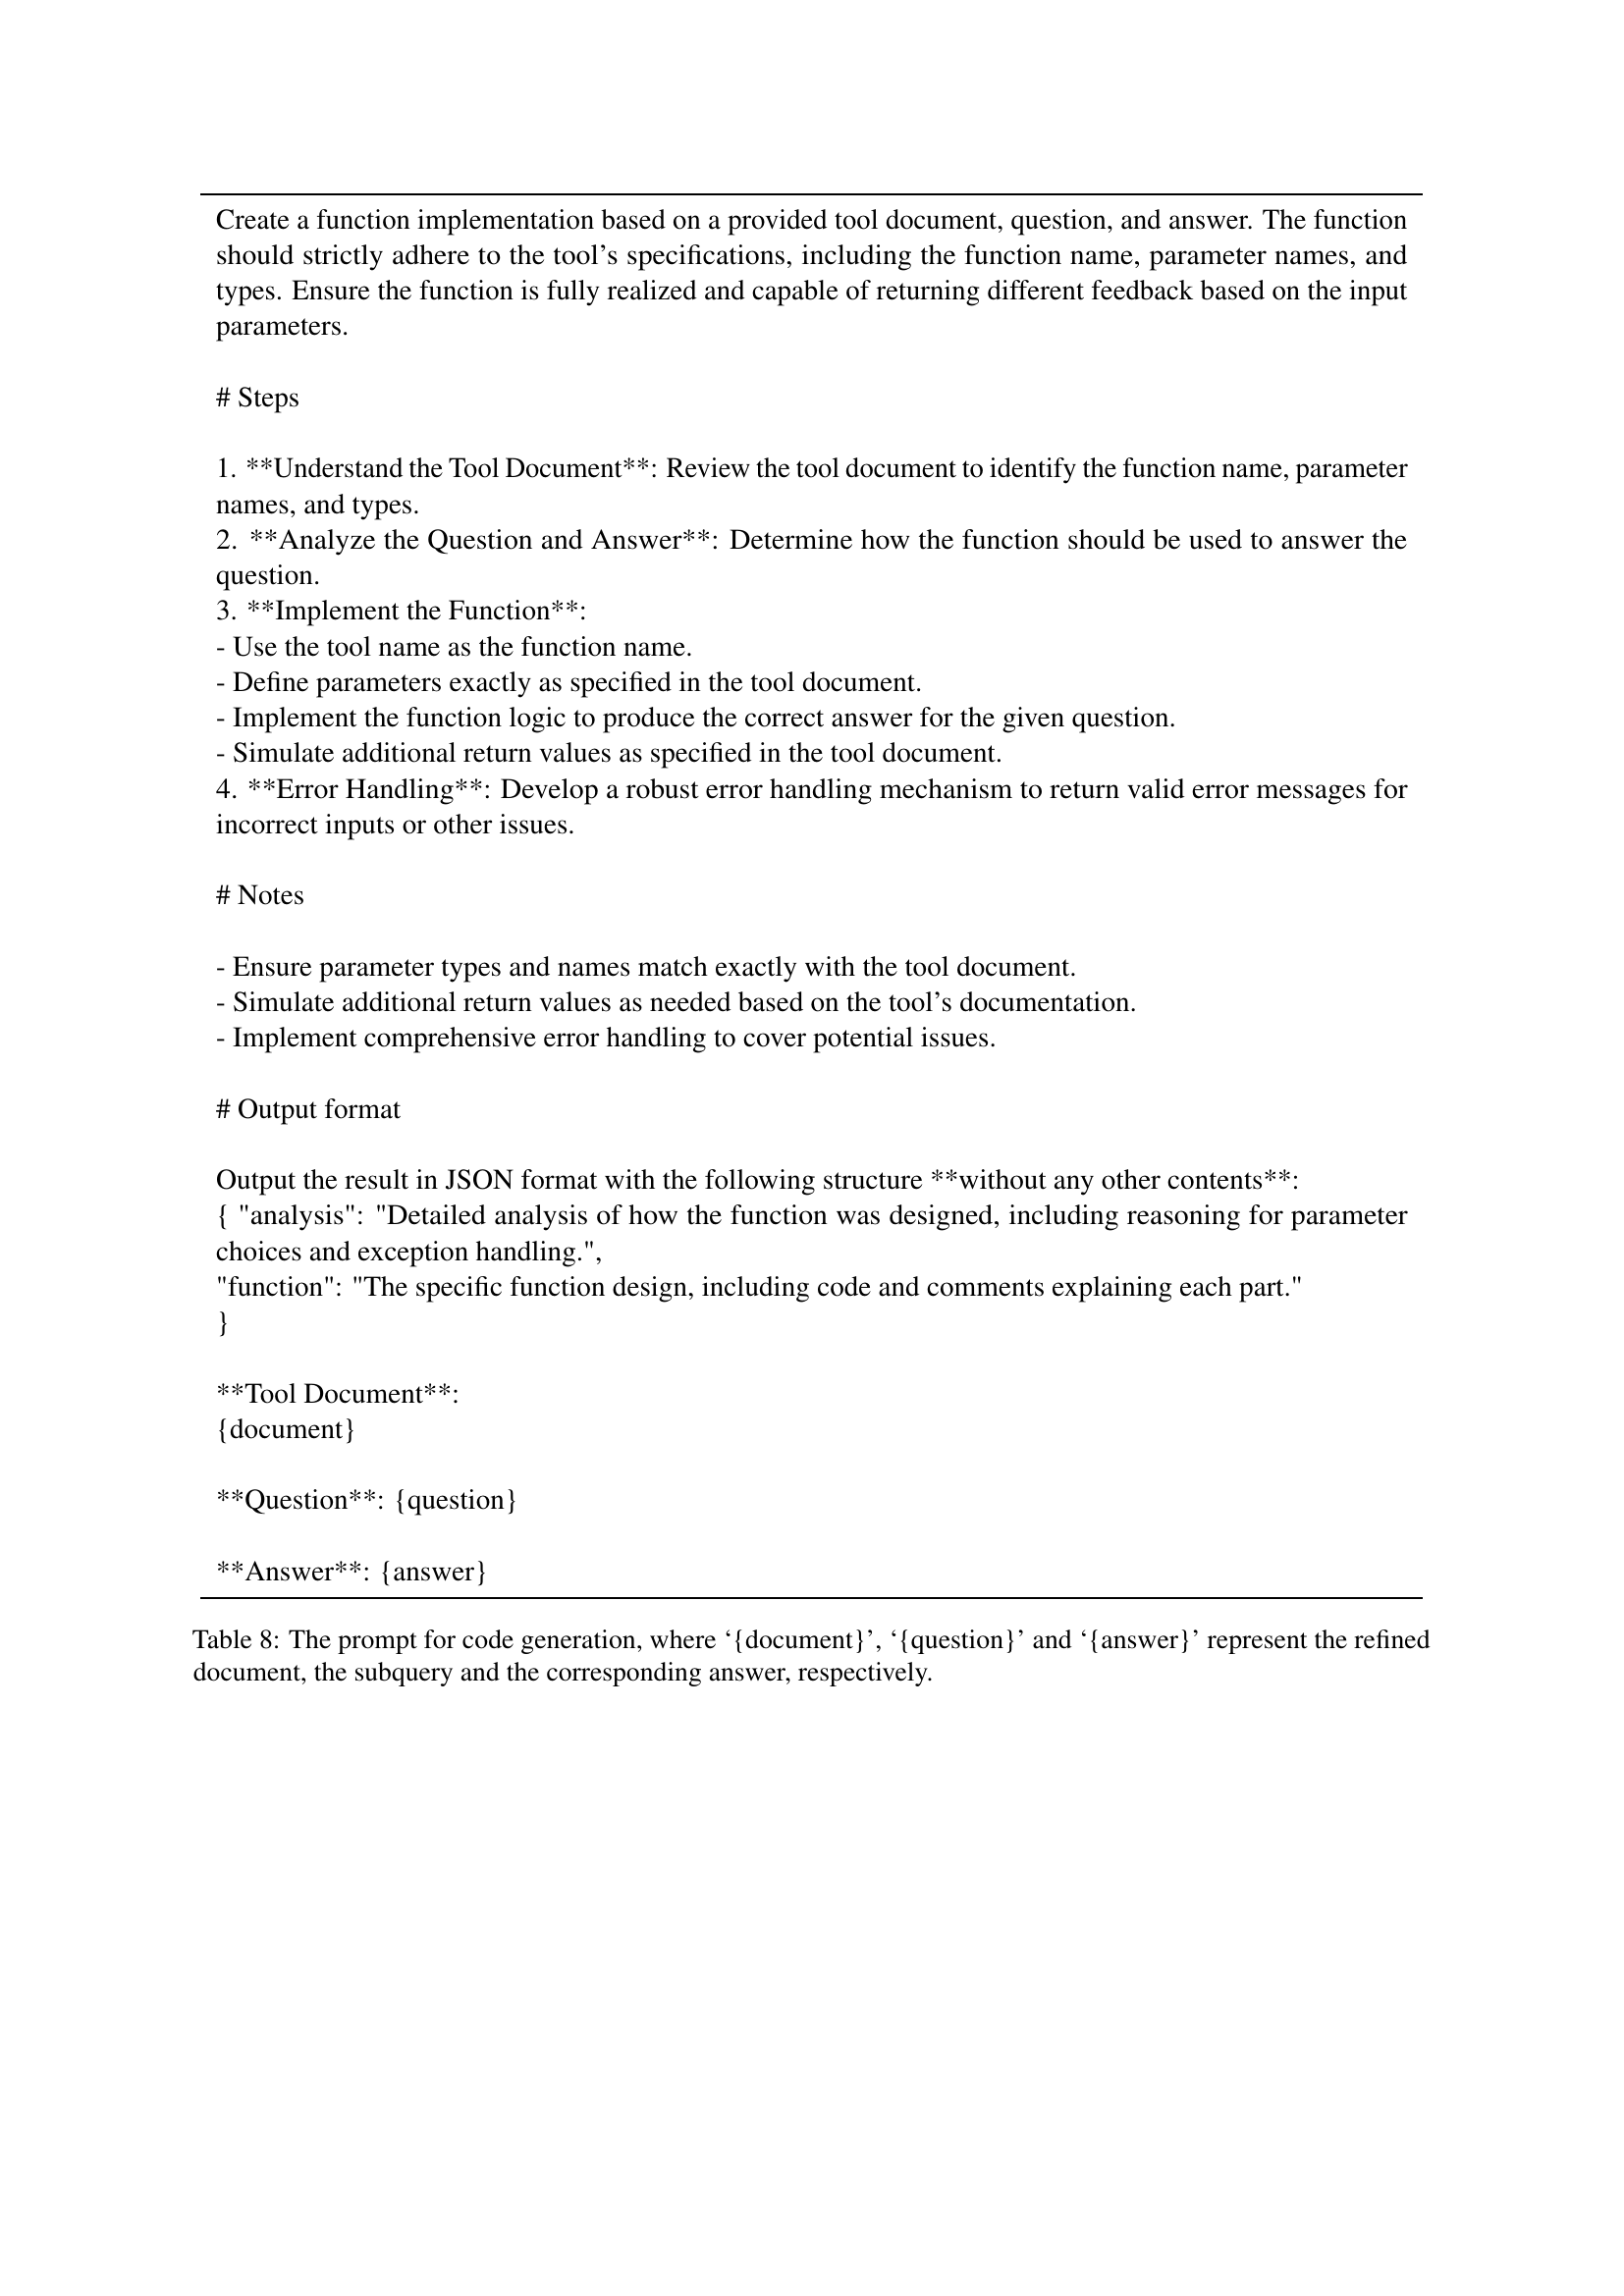 Create a function implementation based on a provided tool document, question, and answer. The function
should strictly adhere to the tool’s specifications, including the function name, parameter names, and
types. Ensure the function is fully realized and capable of returning different feedback based on the input
parameters.
# Steps
1. **Understand the Tool Document**: Review the tool document to identify the function name, parameter
names, and types.
2. **Analyze the Question and Answer**: Determine how the function should be used to answer the
question.
3. **Implement the Function**:
- Use the tool name as the function name.
- Define parameters exactly as specified in the tool document.
- Implement the function logic to produce the correct answer for the given question.
- Simulate additional return values as specified in the tool document.
4. **Error Handling**: Develop a robust error handling mechanism to return valid error messages for
incorrect inputs or other issues.
# Notes
- Ensure parameter types and names match exactly with the tool document.
- Simulate additional return values as needed based on the tool’s documentation.
- Implement comprehensive error handling to cover potential issues.
# Output format
Output the result in JSON format with the following structure **without any other contents**:
{ "analysis": "Detailed analysis of how the function was designed, including reasoning for parameter
choices and exception handling.",
"function": "The specific function design, including code and comments explaining each part."
}
**Tool Document**:
{document}
**Question**: {question}
**Answer**: {answer}
Table 8: The prompt for code generation, where ‘{document}’, ‘{question}’ and ‘{answer}’ represent the refined
document, the subquery and the corresponding answer, respectively.